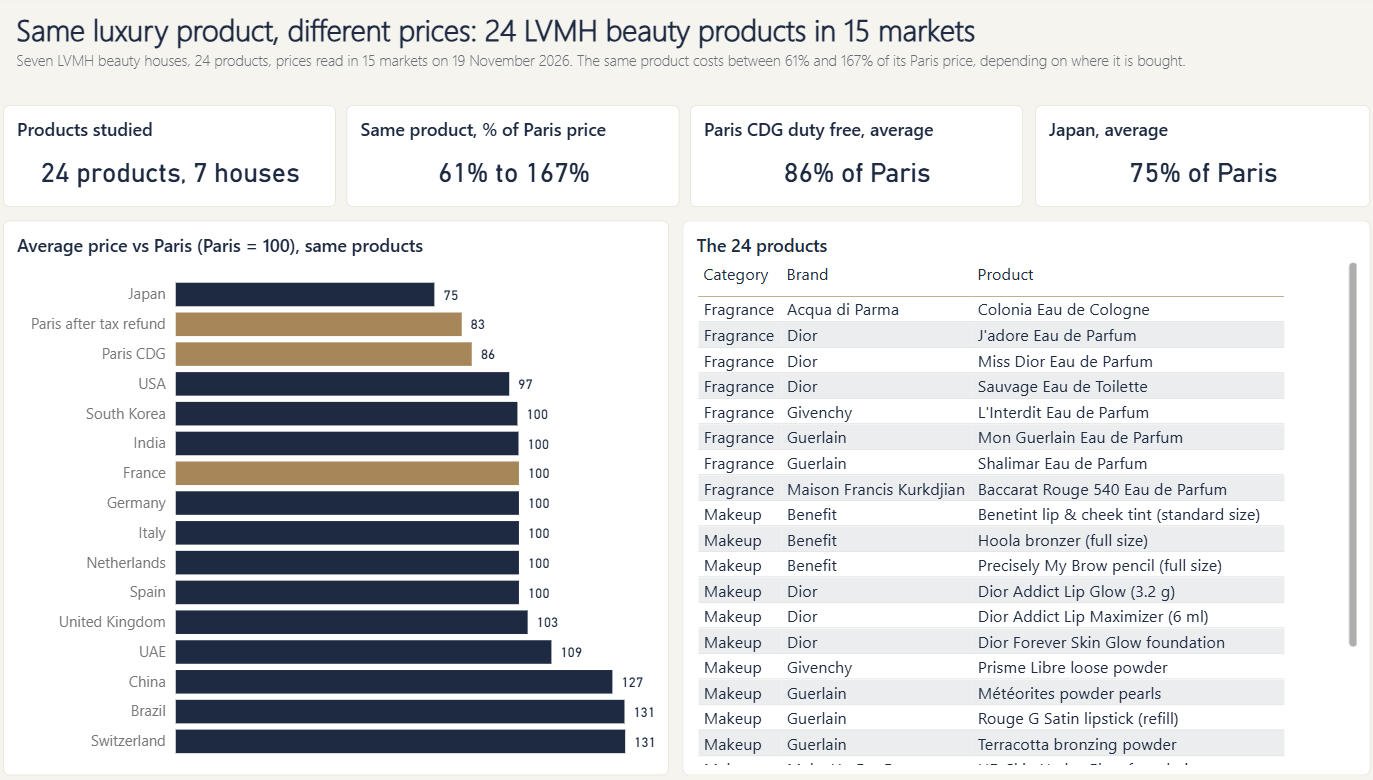 Same luxury product, different prices: 24 LVMH beauty products in 15 markets
Seven LVMH beauty houses, 24 products, prices read in 15 markets on 19 November 2026. The same product costs between 61% and 167% of its Paris price, depending on where it is bought.
Products studied
24 products, 7 houses
Same product, % of Paris price
61% to 167%
Paris CDG duty free, average
86% of Paris
Japan, average
75% of Paris
Average price vs Paris (Paris = 100), same products
Japan 75
Paris after tax refund 83
Paris CDG 86
USA 97
South Korea 100
India 100
France 100
Germany 100
Italy 100
Netherlands 100
Spain 100
United Kingdom 103
UAE 109
China 127
Brazil 131
Switzerland 131
The 24 products
Category Brand Product
Fragrance Acqua di Parma Colonia Eau de Cologne
Fragrance Dior J'adore Eau de Parfum
Fragrance Dior Miss Dior Eau de Parfum
Fragrance Dior Sauvage Eau de Toilette
Fragrance Givenchy L'Interdit Eau de Parfum
Fragrance Guerlain Mon Guerlain Eau de Parfum
Fragrance Guerlain Shalimar Eau de Parfum
Fragrance Maison Francis Kurkdjian Baccarat Rouge 540 Eau de Parfum
Makeup Benefit Benetint lip & cheek tint (standard size)
Makeup Benefit Hoola bronzer (full size)
Makeup Benefit Precisely My Brow pencil (full size)
Makeup Dior Dior Addict Lip Glow (3.2 g)
Makeup Dior Dior Addict Lip Maximizer (6 ml)
Makeup Dior Dior Forever Skin Glow foundation
Makeup Givenchy Prisme Libre loose powder
Makeup Guerlain Météorites powder pearls
Makeup Guerlain Rouge G Satin lipstick (refill)
Makeup Guerlain Terracotta bronzing powder